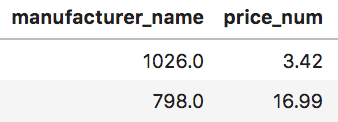 manufacturer_name price_num
1026.0 3.42
798.0 16.99